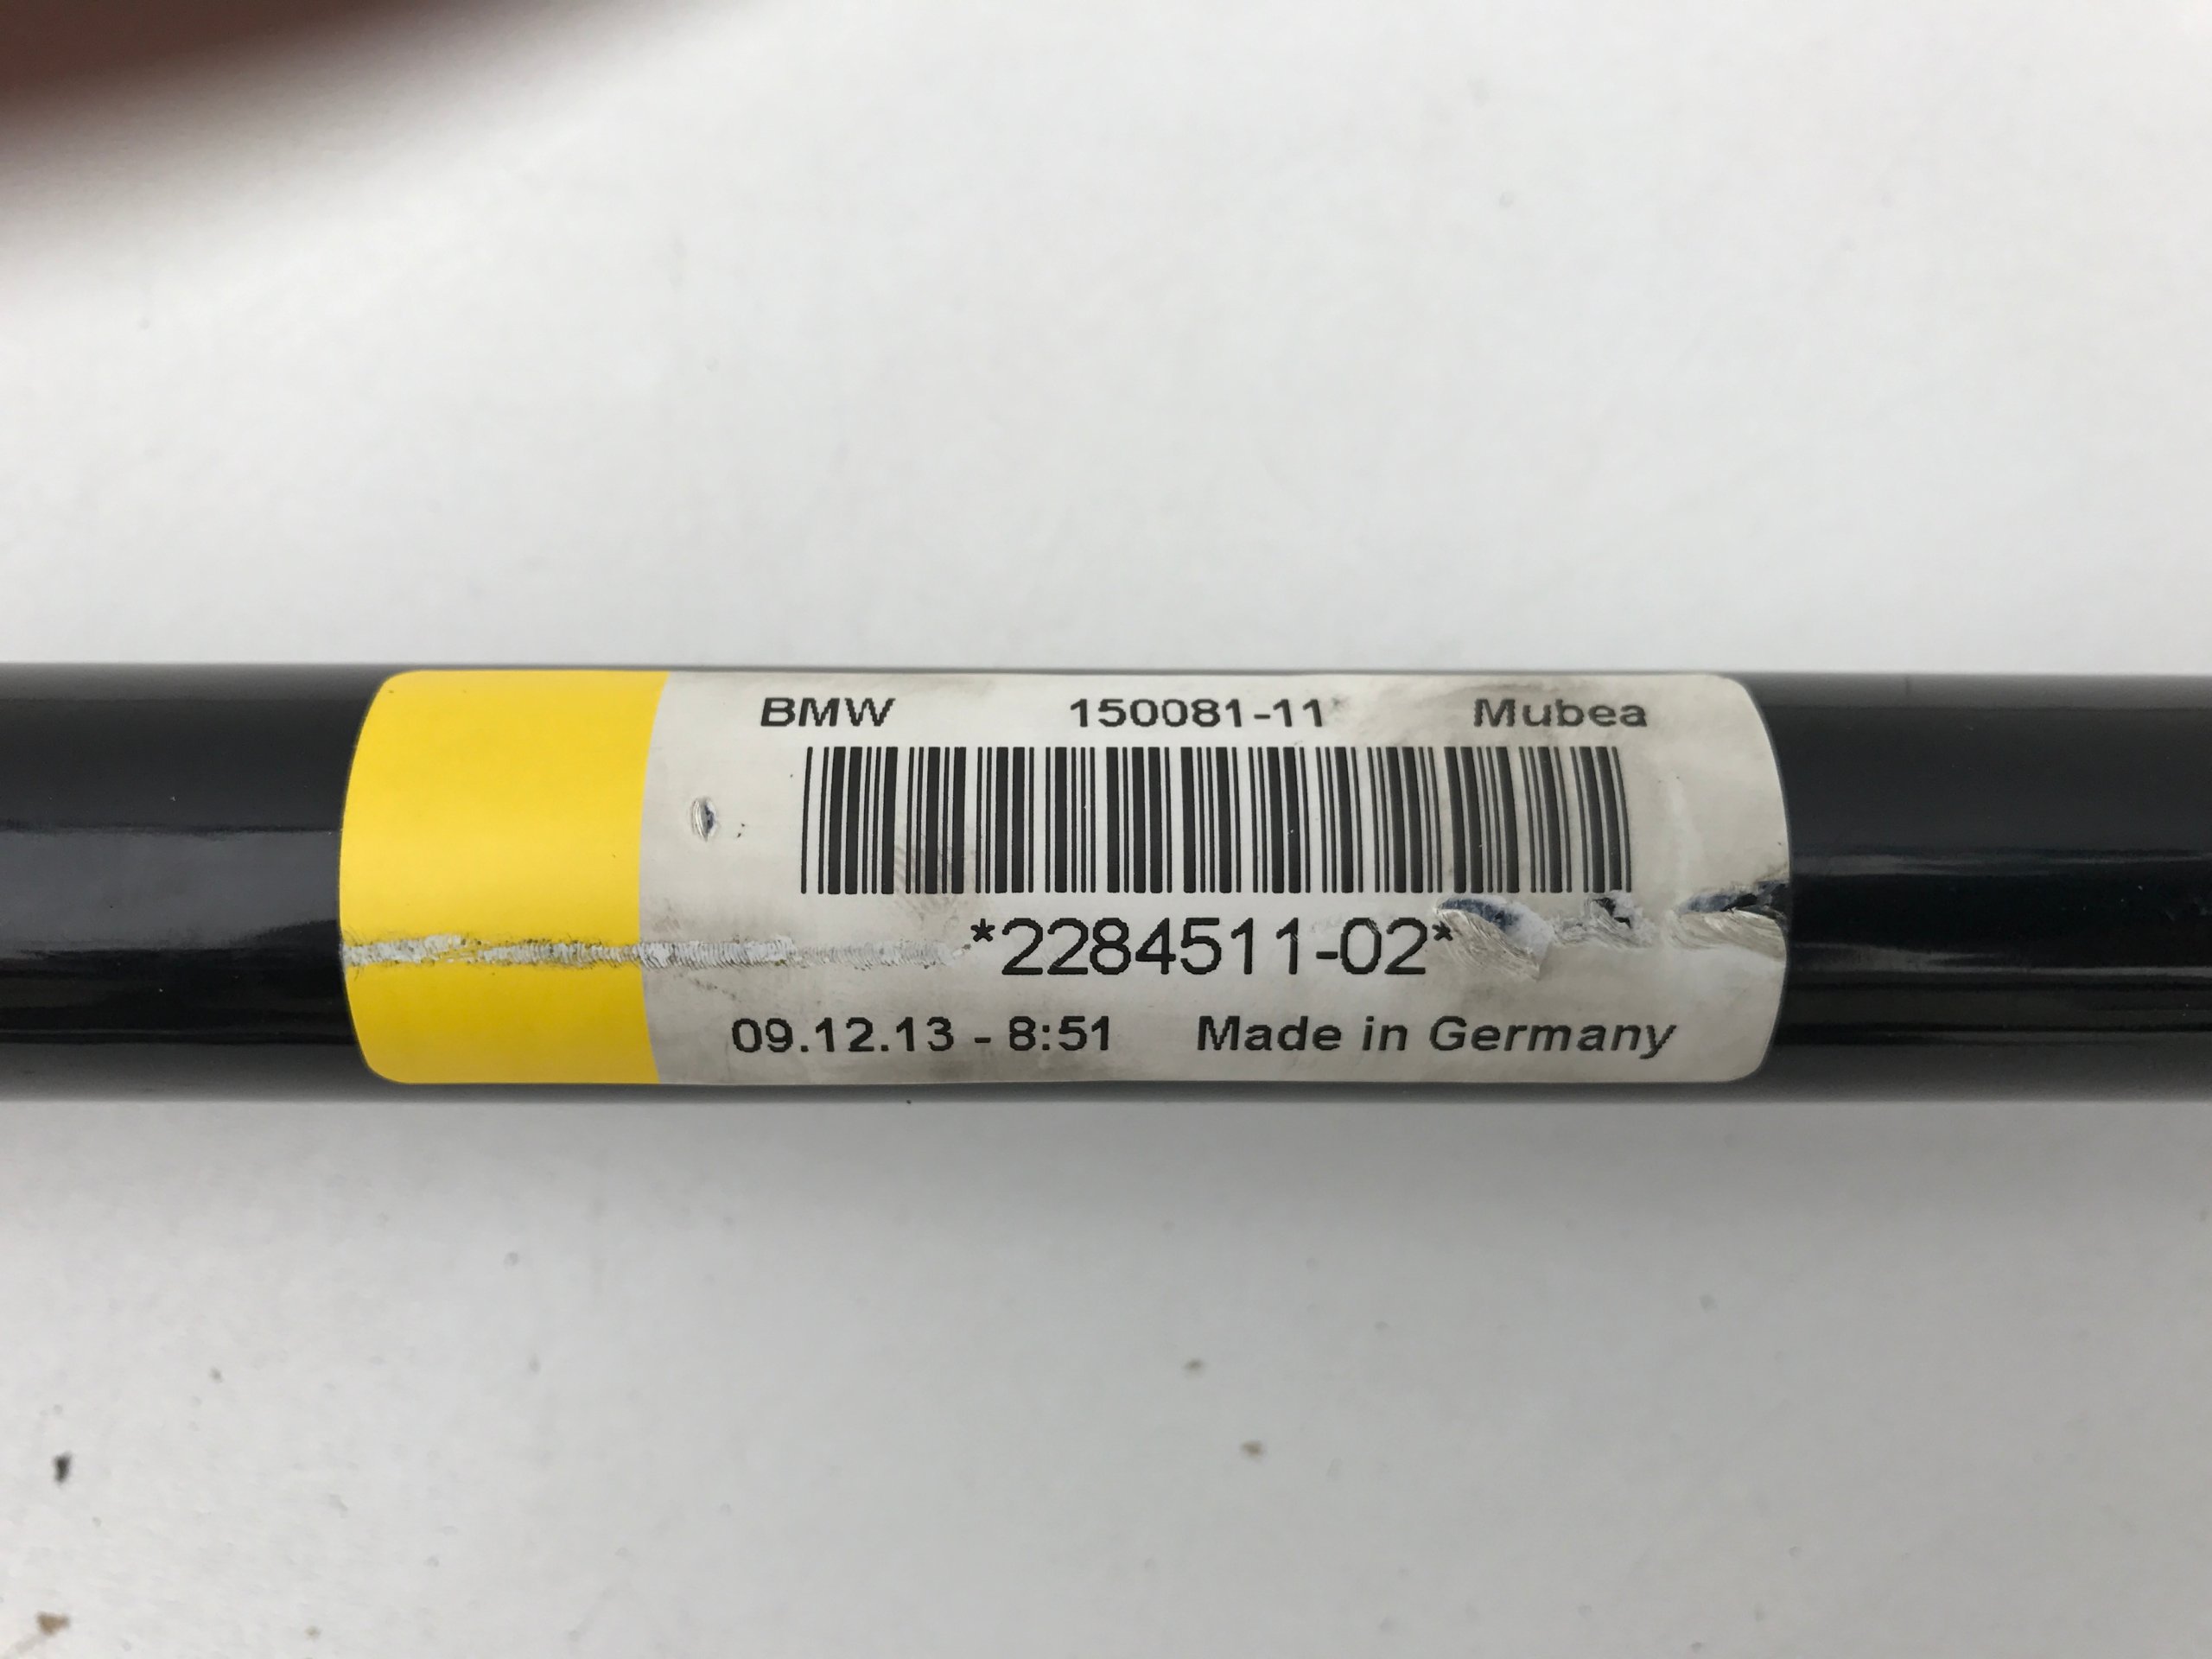 BMW 150081-11 Mubea
*2284511-02*
09.12.13 - 8:51 Made in Germany